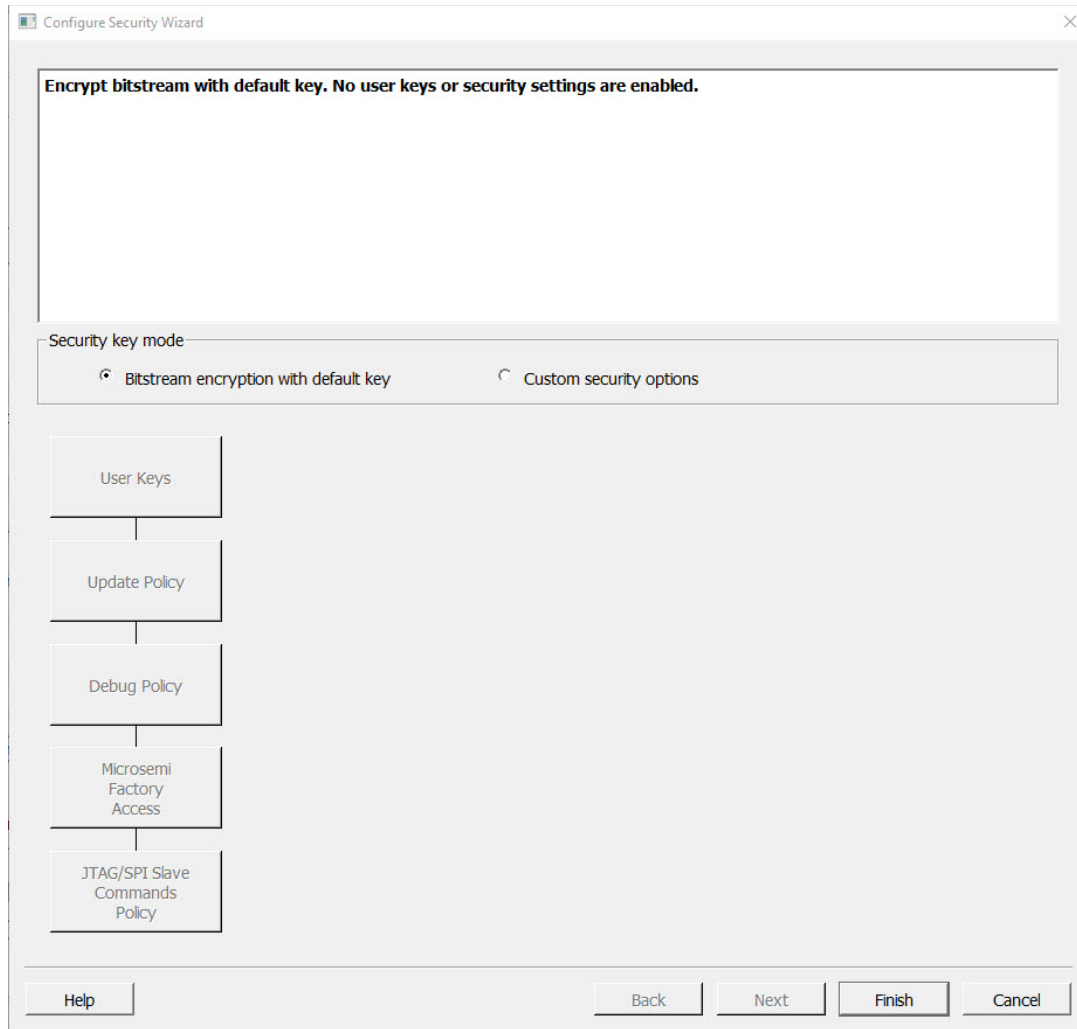 Configure Security Wizard
Encrypt bitstream with default key. No user keys or security settings are enabled.
Security key mode
Bitstream encryption with default key
Custom security options
User Keys
Update Policy
Debug Policy
Microsemi
Factory
Access
JTAG/SPI Slave
Commands
Policy
Help
Back
Next
Finish
Cancel